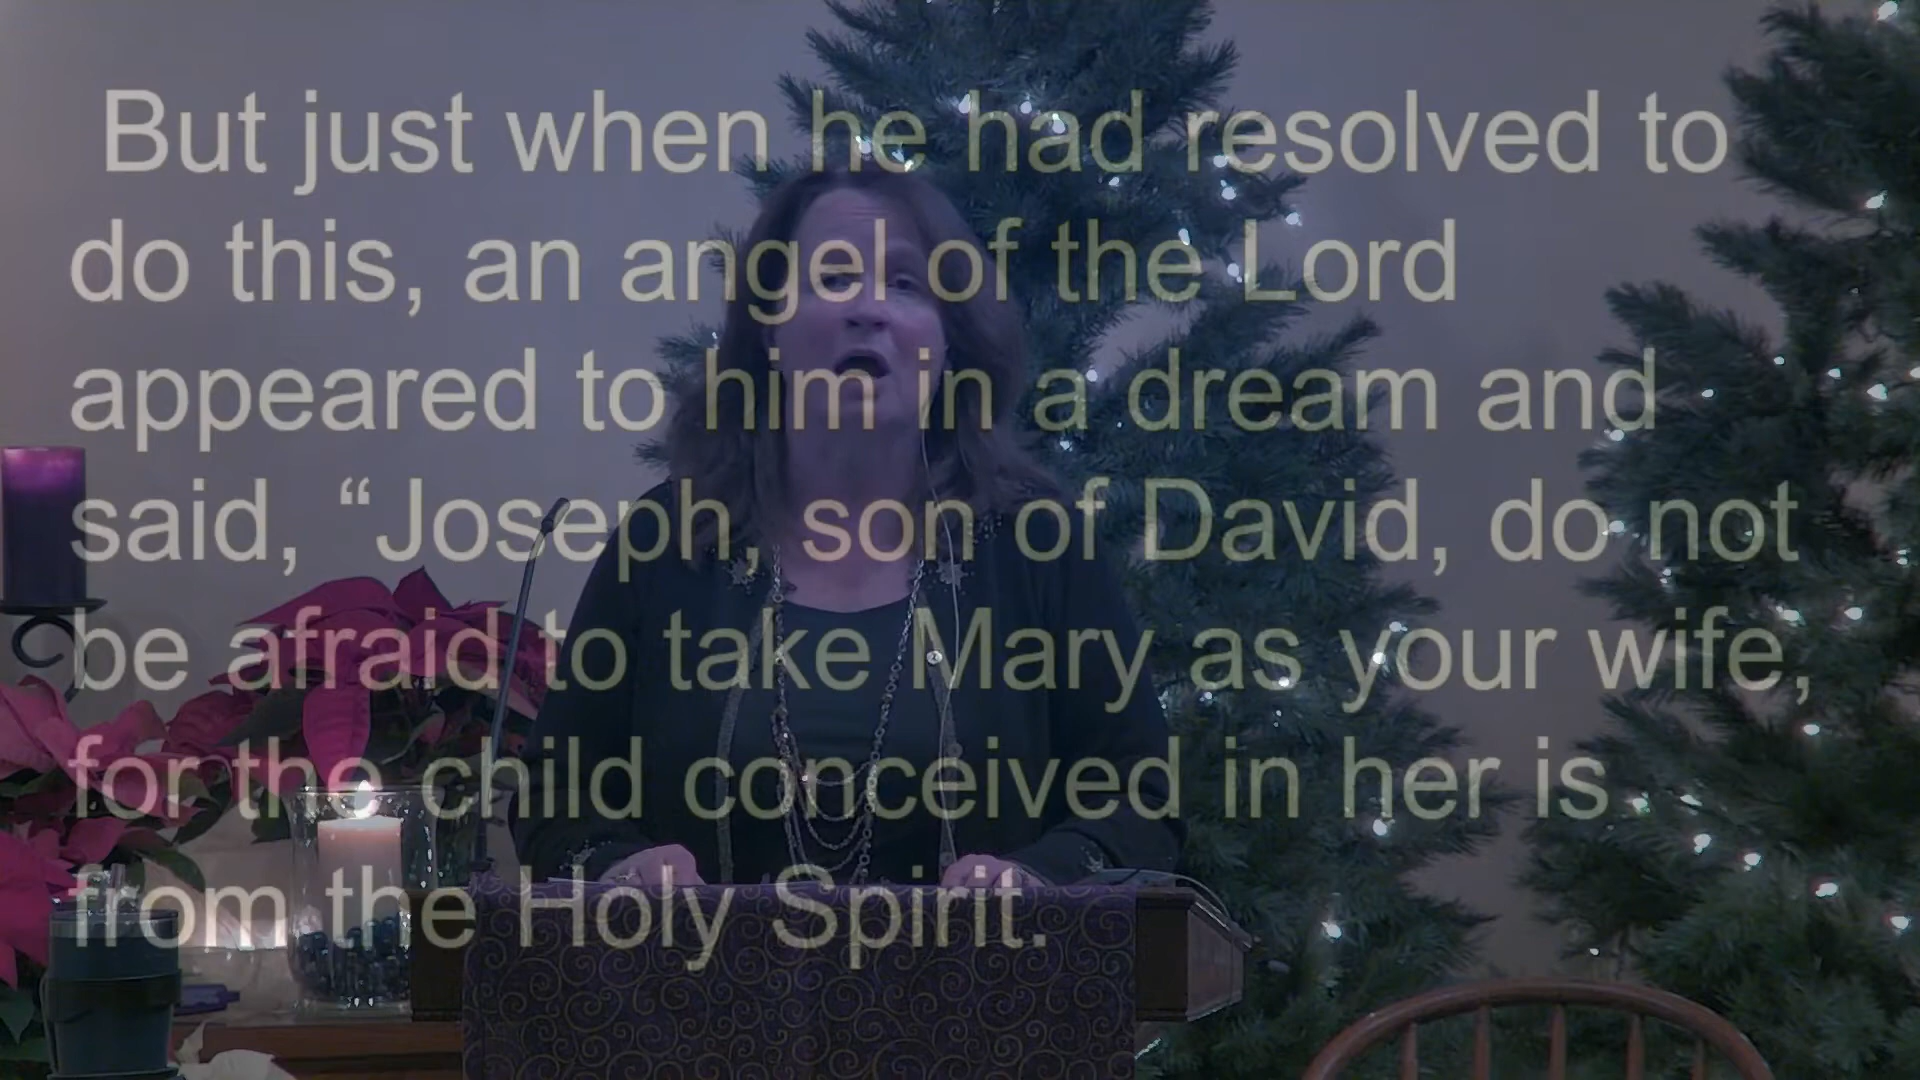 But just when he had resolved to
do this, an angel of the Lord
appeared to him in a dream and
said, “Joseph, son of David, do not
be afraid to take Mary as your wife,
for the child conceived in her is
from the Holy Spirit.